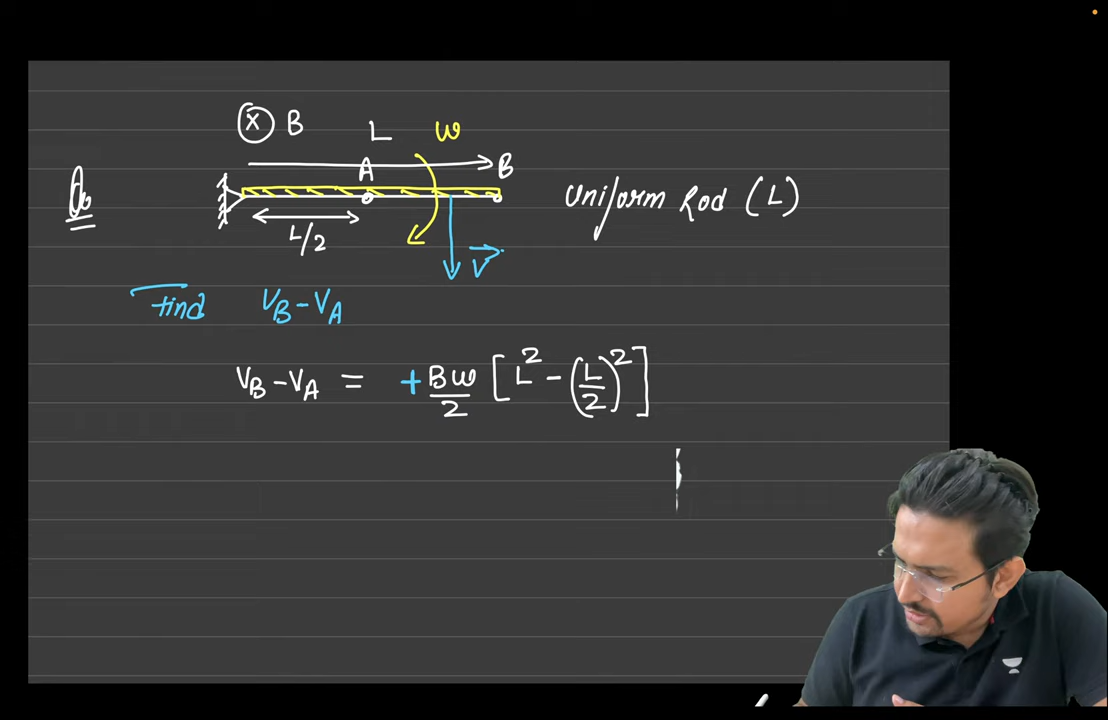 ⓧ B L ω
Q. A B Uniform Rod (L)
L/2 v⃗
find V_B - V_A
V_B - V_A = + Bω/2 [L² - (L/2)²]